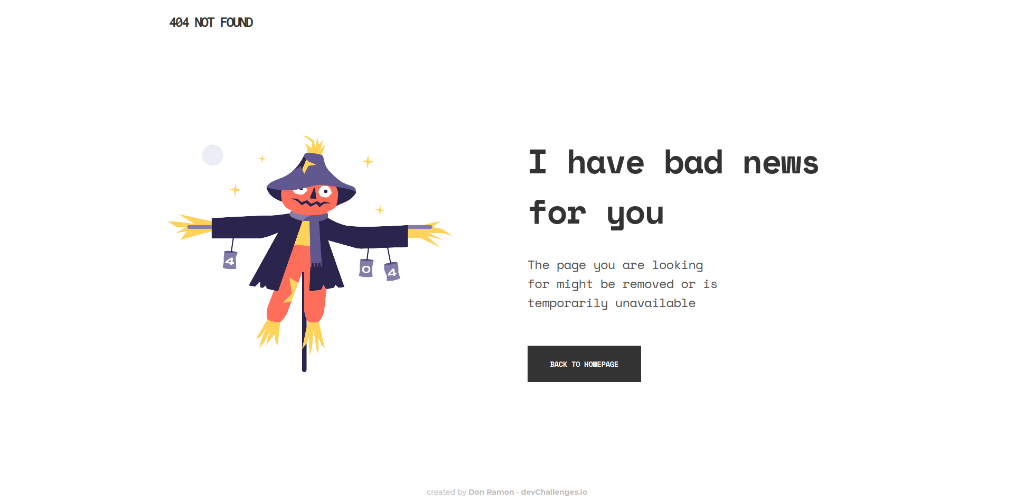 404 NOT FOUND
I have bad news
for you
4
0
4
The page you are looking
for might be removed or is
temporarily unavailable
BACK TO HOMEPAGE
created by Don Ramon - devChallenges.io